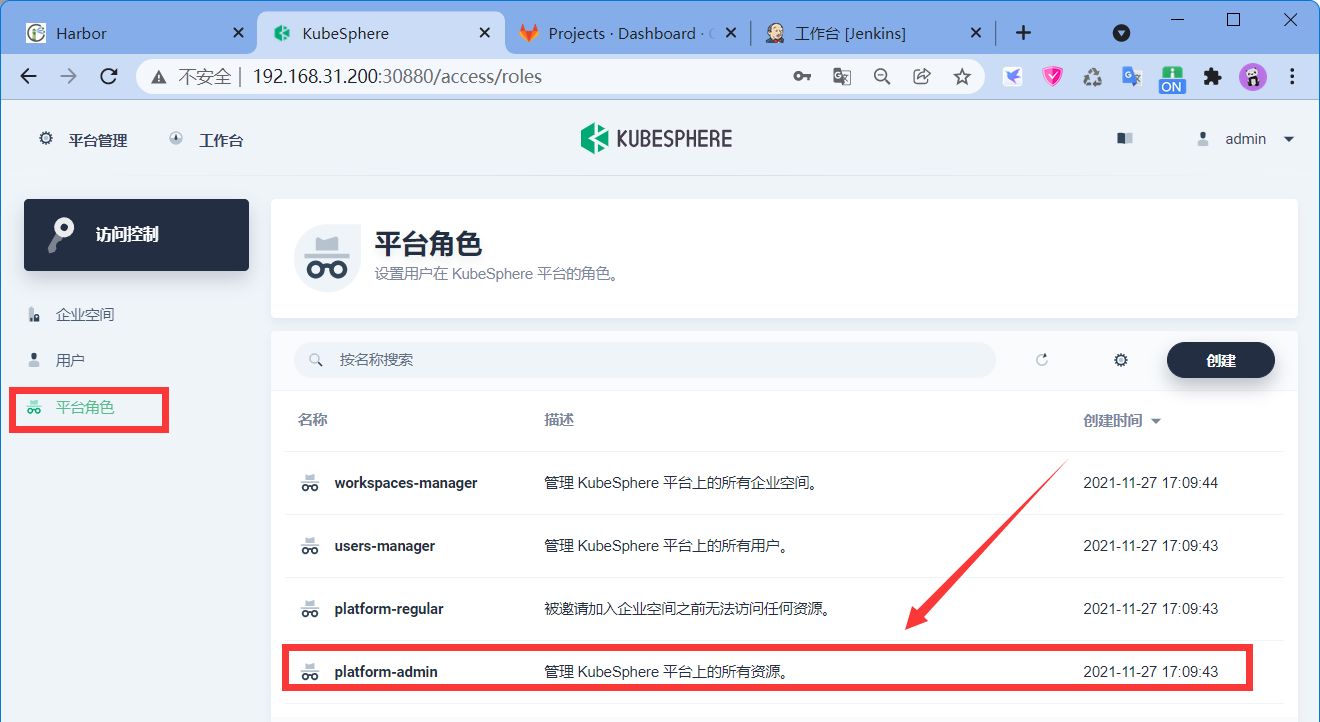 Harbor
KubeSphere
Projects · Dashboard ·
工作台 [Jenkins]
不安全 192.168.31.200:30880/access/roles
ON
平台管理
工作台
KUBESPHERE
admin
访问控制
企业空间
用户
平台角色
平台角色
设置用户在 KubeSphere 平台的角色。
按名称搜索
创建
名称 描述 创建时间
workspaces-manager 管理 KubeSphere 平台上的所有企业空间。 2021-11-27 17:09:44
users-manager 管理 KubeSphere 平台上的所有用户。 2021-11-27 17:09:43
platform-regular 被邀请加入企业空间之前无法访问任何资源。 2021-11-27 17:09:43
platform-admin 管理 KubeSphere 平台上的所有资源。 2021-11-27 17:09:43